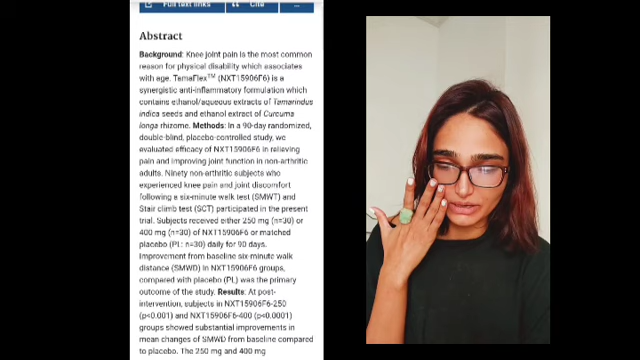 Full text links
Cite
Abstract
Background: Knee joint pain is the most common
reason for physical disability which associates
with age. TamaFlex™ (NXT15906F6) is a
synergistic anti-inflammatory formulation which
contains ethanol/aqueous extracts of Tamarindus
indica seeds and ethanol extract of Curcuma
longa rhizome. Methods: In a 90-day randomized,
double-blind, placebo-controlled study, we
evaluated efficacy of NXT15906F6 in relieving
pain and improving joint function in non-arthritic
adults. Ninety non-arthritic subjects who
experienced knee pain and joint discomfort
following a six-minute walk test (SMWT) and
Stair climb test (SCT) participated in the present
trial. Subjects received either 250 mg (n=30) or
400 mg (n=30) of NXT15906F6 or matched
placebo (PL: n=30) daily for 90 days.
Improvement from baseline six-minute walk
distance (SMWD) in NXT15906F6 groups,
compared with placebo (PL) was the primary
outcome of the study. Results: At post-
intervention, subjects in NXT15906F6-250
(p<0.001) and NXT15906F6-400 (p<0.0001)
groups showed substantial improvements in
mean changes of SMWD from baseline compared
to placebo. The 250 mg and 400 mg